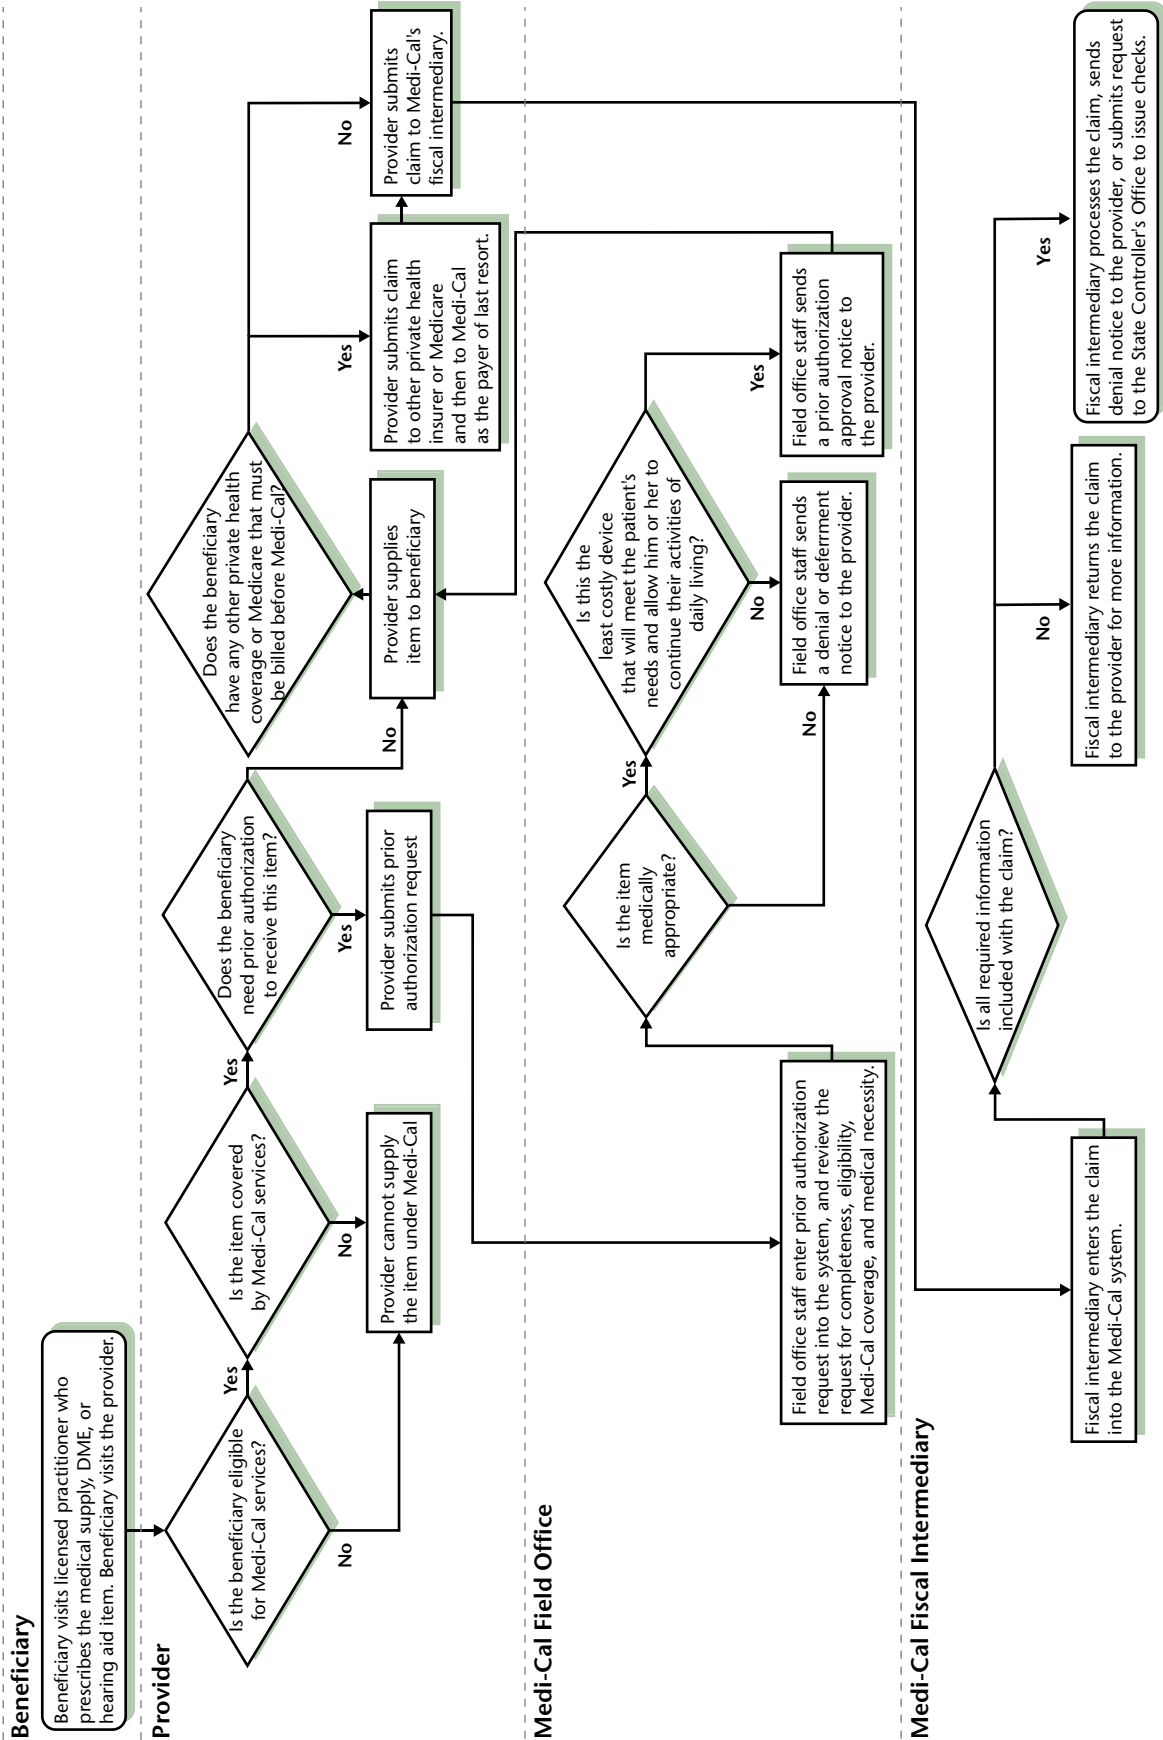 Beneficiary
Beneficiary visits licensed practitioner who
prescribes the medical supply, DME, or
hearing aid item. Beneficiary visits the provider.
Provider
Is the beneficiary eligible
for Medi-Cal services?
Yes
No
Is the item covered
by Medi-Cal services?
Yes
No
Provider cannot supply
the item under Medi-Cal
Does the beneficiary
need prior authorization
to receive this item?
Yes
No
Provider submits prior
authorization request
Provider supplies
item to beneficiary
Does the beneficiary
have any other private health
coverage or Medicare that must
be billed before Medi-Cal?
Yes
No
Provider submits claim
to other private health
insurer or Medicare
and then to Medi-Cal
as the payer of last resort.
Provider submits
claim to Medi-Cal's
fiscal intermediary.
Medi-Cal Field Office
Field office staff enter prior authorization
request into the system, and review the
request for completeness, eligibility,
Medi-Cal coverage, and medical necessity.
Is the item
medically
appropriate?
Yes
No
Is this the
least costly device
that will meet the patient's
needs and allow him or her to
continue their activities of
daily living?
No
Yes
Field office staff sends
a denial or deferment
notice to the provider.
Field office staff sends
a prior authorization
approval notice to
the provider.
Medi-Cal Fiscal Intermediary
Fiscal intermediary enters the claim
into the Medi-Cal system.
Is all required information
included with the claim?
No
Yes
Fiscal intermediary returns the claim
to the provider for more information.
Fiscal intermediary processes the claim, sends
denial notice to the provider, or submits request
to the State Controller's Office to issue checks.